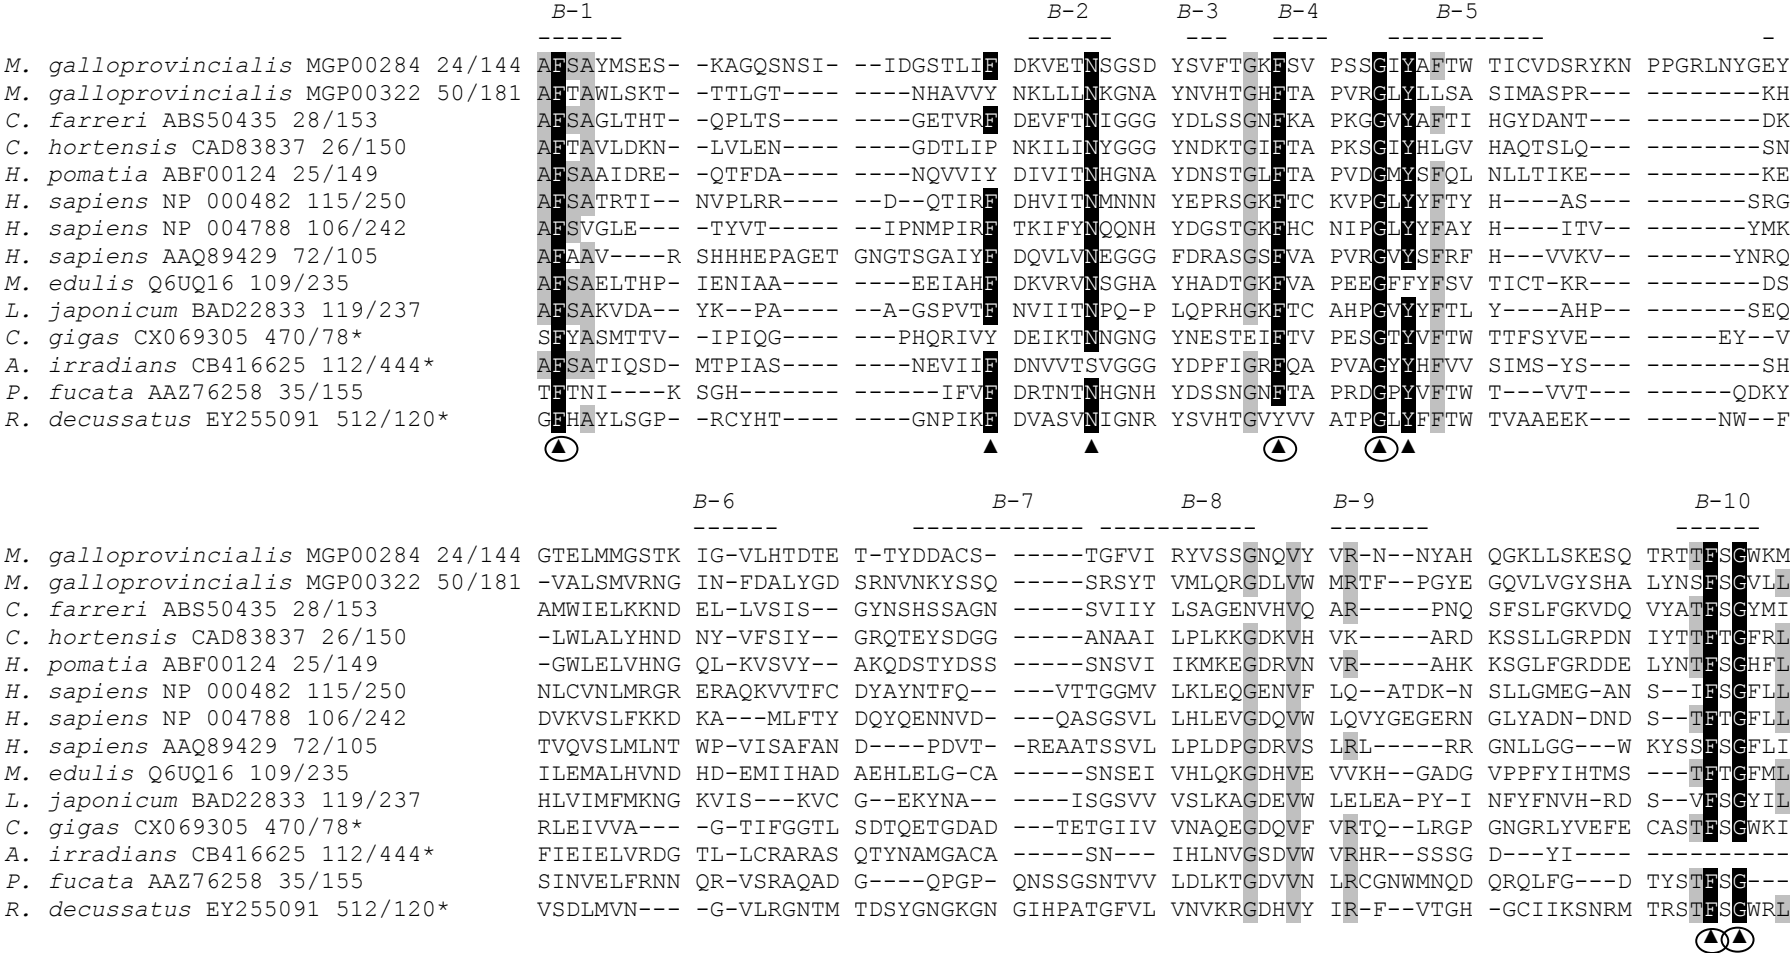 B-1 B-2 B-3 B-4 B-5
------ ------ --- ---- ----------- -
M. galloprovincialis MGP00284 24/144 AFSAYMSES- -KAGQSNSI- --IDGSTLIF DKVETNSGSD YSVFTGKFSV PSSGIYAFTW TICVDSRYKN PPGRLNYGEY
M. galloprovincialis MGP00322 50/181 AFTAWLSKT- -TTLGT---- ----NHAVVY NKLLLNKGNA YNVHTGHFTA PVRGLYLLSA SIMASPR--- --------KH
C. farreri ABS50435 28/153 AFSAGLTHT- -QPLTS---- ----GETVRF DEVFTNIGGG YDLSSGNFKA PKGGVYAFTI HGYDANT--- --------DK
C. hortensis CAD83837 26/150 AFTAVLDKN- -LVLEN---- ----GDTLIP NKILINYGGG YNDKTGIFTA PKSGIYHLGV HAQTSLQ--- --------SN
H. pomatia ABF00124 25/149 AFSAAIDRE- -QTFDA---- ----NQVVIY DIVITNHGNA YDNSTGLFTA PVDGMYSFQL NLLTIKE--- --------KE
H. sapiens NP 000482 115/250 AFSATRTI-- NVPLRR---- --D--QTIRF DHVITNMNNN YEPRSGKFTC KVPGLYYFTY H----AS--- -------SRG
H. sapiens NP 004788 106/242 AFSVGLE--- -TYVT----- --IPNMPIRF TKIFYNQQNH YDGSTGKFHC NIPGLYYFAY H---ITV--- -------YMK
H. sapiens AAQ89429 72/105 AFAAV----R SHHHEPAGET GNGTSGAIYF DQVLVNEGGG FDRASGSFVA PVRGVYSFRF H---VVKV-- ------YNRQ
M. edulis Q6UQ16 109/235 AFSAELTHP- IENIAA---- ----EEIAHF DKVRVNSGHA YHADTGKFVA PEEGFFYFSV TICT-KR--- --------DS
L. japonicum BAD22833 119/237 AFSAKVDA-- YK--PA---- --A-GSPVTF NVIITNPQ-P LQPRHGKFTC AHPGVYYFTL Y----AHP-- -------SEQ
C. gigas CX069305 470/78* SFYASMTTV- -IPIQG---- ---PHQRIVY DEIKTNNGNG YNESTEIFTV PESGTYVFTW TTFSYVE--- -----EY--V
A. irradians CB416625 112/444* AFSATIQSD- MTPIAS---- ----NEVIIF DNVVTSVGGG YDPFIGRFQA PVAGYYHFVV SIMS-YS--- --------SH
P. fucata AAZ76258 35/155 TFTNI----K SGH------- ------IFVF DRTNTNHGNH YDSSNGNFTA PRDGPYVFTW T---VVT--- ------QDKY
R. decussatus EY255091 512/120* GFHAYLSGP- -RCYHT---- ----GNPIKF DVASVNIGNR YSVHTGVYVV ATPGLYFFTW TVAAEEK--- -----NW--F
▲ ▲ ▲ ▲ ▲ ▲
B-6 B-7 B-8 B-9 B-10
------ ------------ ----------- ------- ------
M. galloprovincialis MGP00284 24/144 GTELMMGSTK IG-VLHTDTE T-TYDDACS- -----TGFVI RYVSSGNQVY VR-N--NYAH QGKLLSKESQ TRTTFSGWKM
M. galloprovincialis MGP00322 50/181 -VALSMVRNG IN-FDALYGD SRNVNKYSSQ -----SRSYT VMLQRGDLVW MRTF--PGYE GQVLVGYSHA LYNSFSGVLL
C. farreri ABS50435 28/153 AMWIELKKND EL-LVSIS-- GYNSHSSAGN -----SVIIY LSAGENVHVQ AR-----PNQ SFSLFGKVDQ VYATFSGYMI
C. hortensis CAD83837 26/150 -LWLALYHND NY-VFSIY-- GRQTEYSDGG -----ANAAI LPLKKGDKVH VK-----ARD KSSLLGRPDN IYTTFTGFRL
H. pomatia ABF00124 25/149 -GWLELVHNG QL-KVSVY-- AKQDSTYDSS -----SNSVI IKMKEGDRVN VR-----AHK KSGLFGRDDE LYNTFSGHFL
H. sapiens NP 000482 115/250 NLCVNLMRGR ERAQKVVTFC DYAYNTFQ-- ---VTTGGMV LKLEQGENVF LQ--ATDK-N SLLGMEG-AN S--IFSGFLL
H. sapiens NP 004788 106/242 DVKVSLFKKD KA---MLFTY DQYQENNVD- ---QASGSVL LHLEVGDQVW LQVYGEGERN GLYADN-DND S--TFTGFLL
H. sapiens AAQ89429 72/105 TVQVSLMLNT WP-VISAFAN D----PDVT- -REAATSSVL LPLDPGDRVS LRL-----RR GNLLGG---W KYSSFSGFLI
M. edulis Q6UQ16 109/235 ILEMALHVND HD-EMIIHAD AEHLELG-CA -----SNSEI VHLQKGDHVE VVKH--GADG VPPFYIHTMS ---TFTGFML
L. japonicum BAD22833 119/237 HLVIMFMKNG KVIS---KVC G--EKYNA-- ----ISGSVV VSLKAGDEVW LELEA-PY-I NFYFNVH-RD S--VFSGYIL
C. gigas CX069305 470/78* RLEIVVA--- -G-TIFGGTL SDTQETGDAD ---TETGIIV VNAQEGDQVF VRTQ--LRGP GNGRLYVEFE CASTFSGWKI
A. irradians CB416625 112/444* FIEIELVRDG TL-LCRARAS QTYNAMGACA -----SN--- IHLNVGSDVW VRHR--SSSG D---YI---- ----------
P. fucata AAZ76258 35/155 SINVELFRNN QR-VSRAQAD G----QPGP- QNSSGSNTVV LDLKTGDVVN LRCGNWMNQD QRQLFG---D TYSTFSG---
R. decussatus EY255091 512/120* VSDLMVN--- -G-VLRGNTM TDSYGNGKGN GIHPATGFVL VNVKRGDHVY IR-F--VTGH -GCIIKSNRM TRSTFSGWRL
▲ ▲